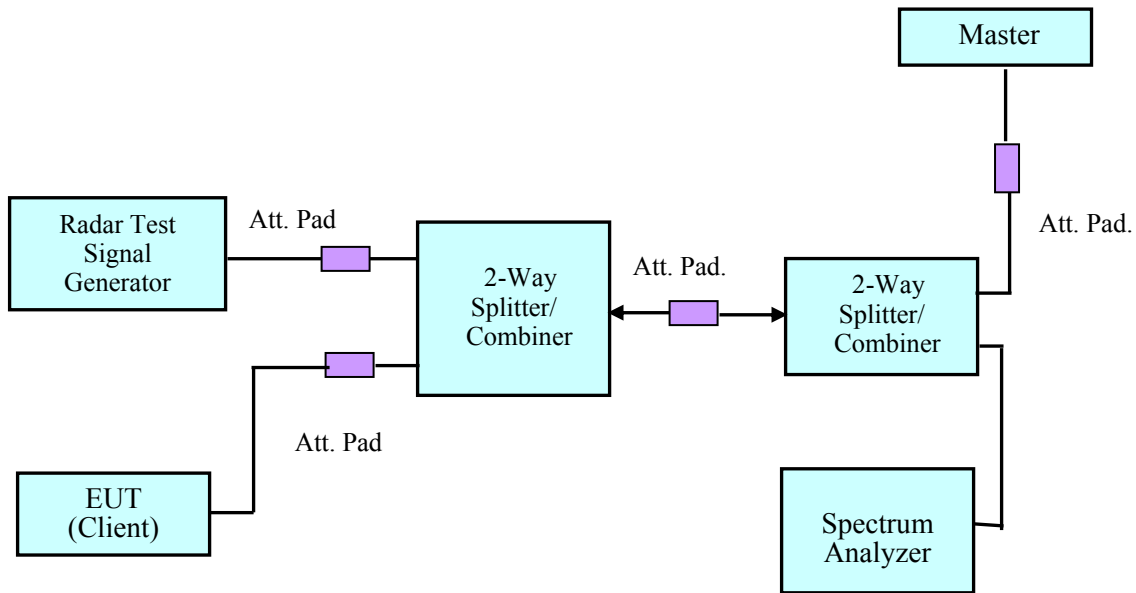 Master
Radar Test
Signal
Generator
Att. Pad
2-Way
Splitter/
Combiner
Att. Pad.
2-Way
Splitter/
Combiner
Att. Pad.
Att. Pad
EUT
(Client)
Spectrum
Analyzer